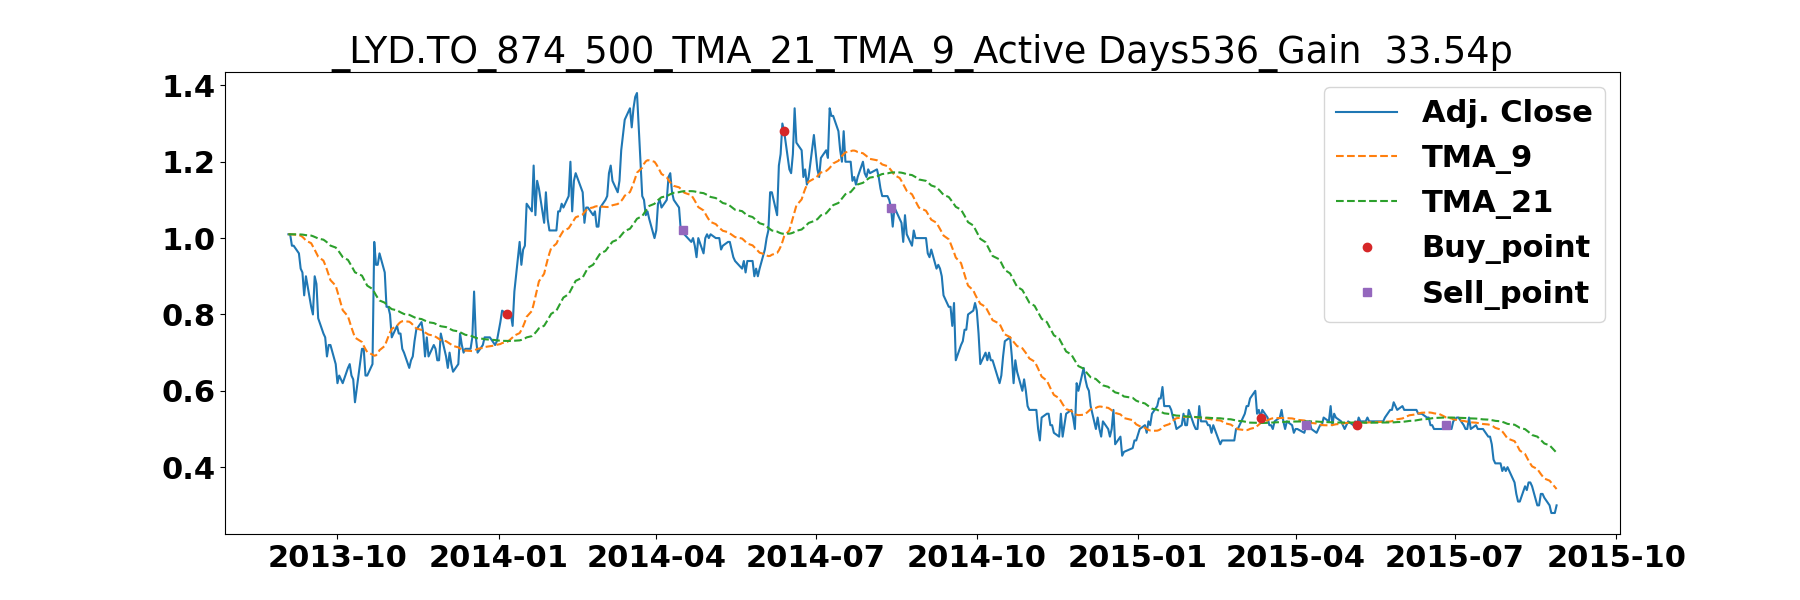 _LYD.TO_874_500_TMA_21_TMA_9_Active Days536_Gain  33.54p
1.4
1.2
1.0
0.8
0.6
0.4
Adj. Close
TMA_9
TMA_21
Buy_point
Sell_point
2013-10 2014-01 2014-04 2014-07 2014-10 2015-01 2015-04 2015-07 2015-10